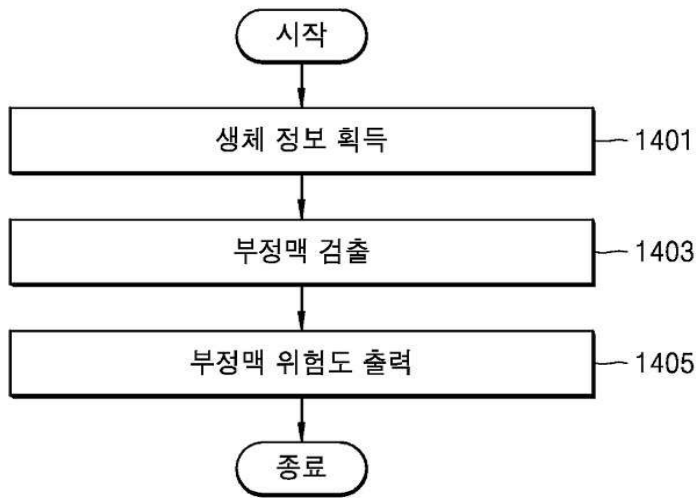 시작
생체 정보 획득 1401
부정맥 검출 1403
부정맥 위험도 출력 1405
종료